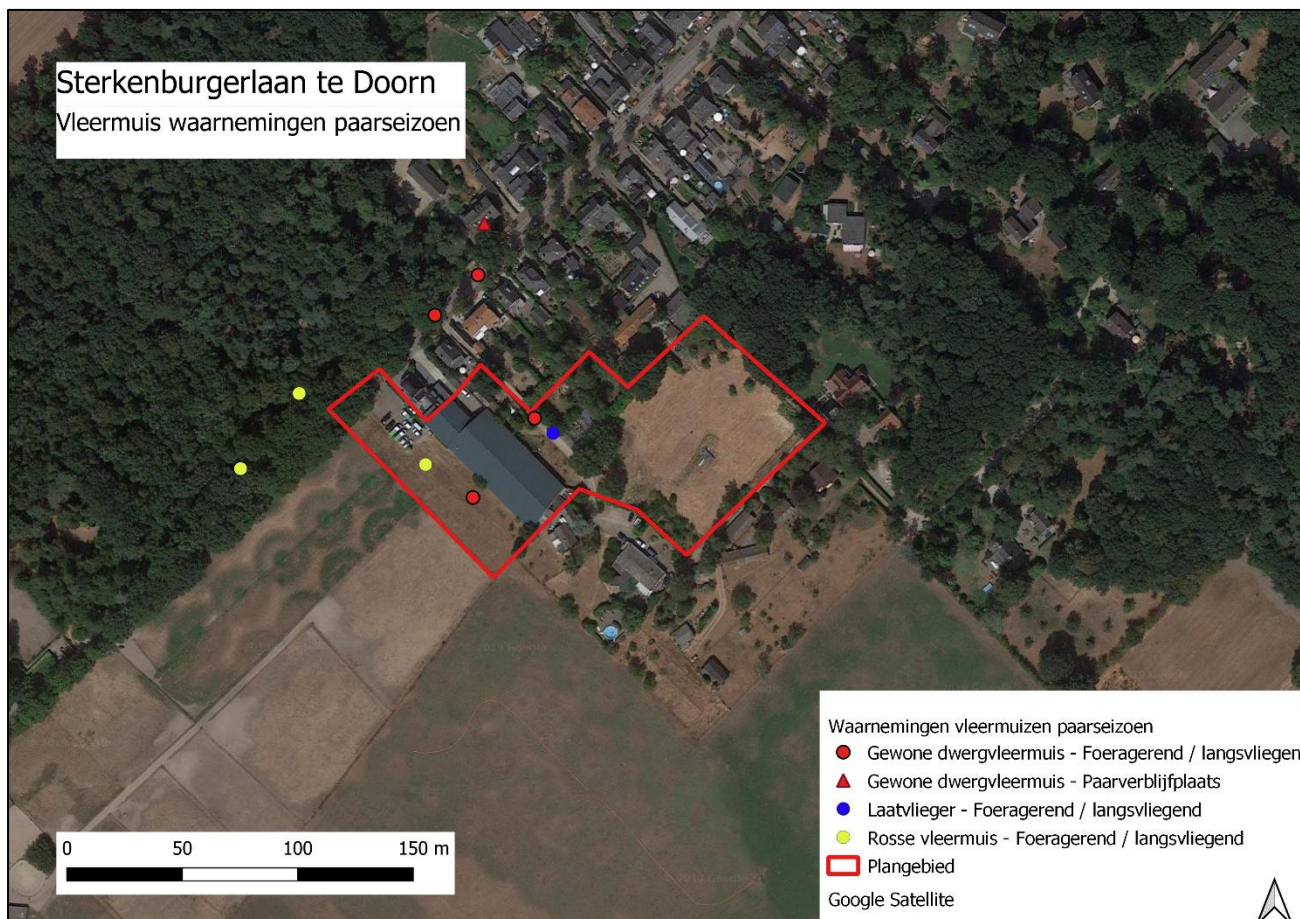 Sterkenburgerlaan te Doorn
Vleermuis waarnemingen paarseizoen
Waarnemingen vleermuizen paarseizoen
Gewone dwergvleermuis - Foeragerend / langsvliegen
Gewone dwergvleermuis - Paarverblijfplaats
Laatvlieger - Foeragerend / langsvliegend
Rosse vleermuis - Foeragerend / langsvliegend
Plangebied
Google Satellite
0 50 100 150 m